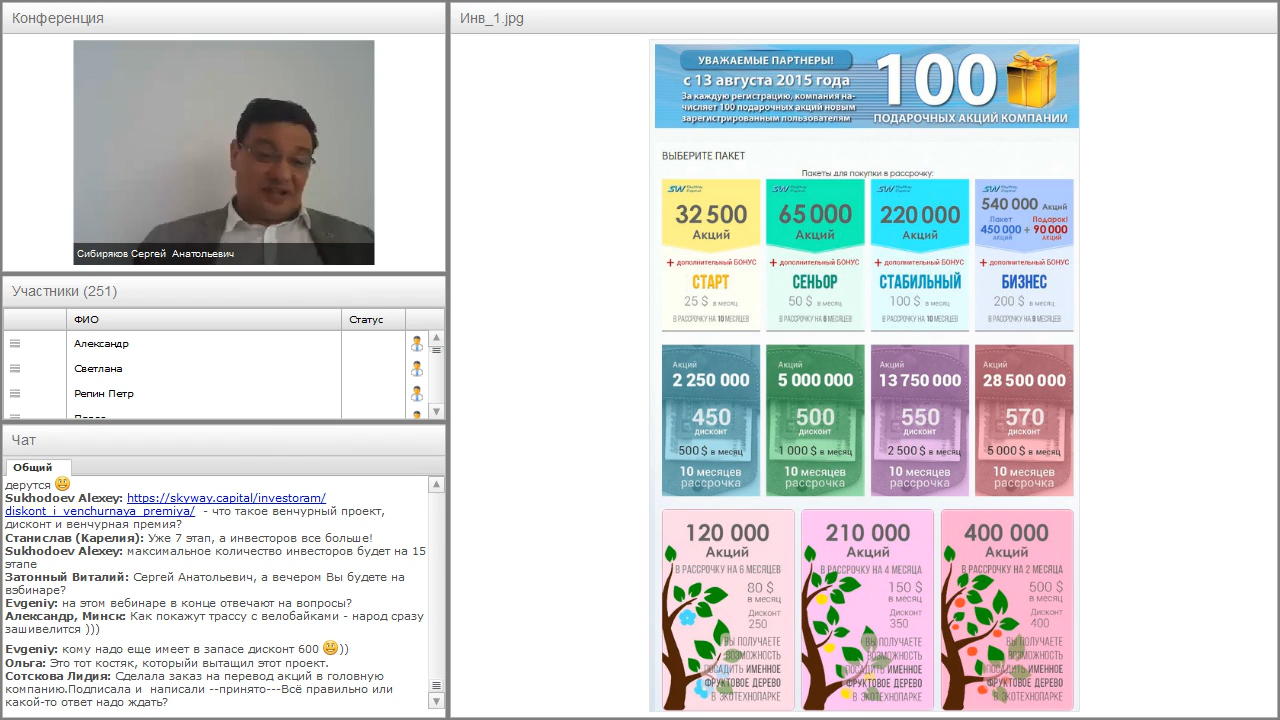 Конференция
Сибиряков Сергей Анатольевич
Участники (251)
ФИО
Статус
Александр
Светлана
Репин Петр
Чат
Общий
дерутся
Sukhodoev Alexey: https://skyway.capital/investoram/
diskont_i_venchurnaya_premiya/ - что такое венчурный проект,
дисконт и венчурная премия?
Станислав (Карелия): Уже 7 этап, а инвесторов все больше!
Sukhodoev Alexey: максимальное количество инвесторов будет на 15
этапе
Затонный Виталий: Сергей Анатольевич, а вечером Вы будете на
вэбинаре?
Evgeniy: на этом вебинаре в конце отвечают на вопросы?
Александр, Минск: Как покажут трассу с велобайками - народ сразу
зашивелится )))
Evgeniy: кому надо еще имеев в запасе дисконт 600 ))
Ольга: Это тот костяк, который вытащил этот проект.
Сотскова Лидия: Сделала заказ на перевод акций в головную
компанию.Подписала и написали --принято---Всё правильно или
какой-то ответ надо ждать?
Инв_1.jpg
УВАЖАЕМЫЕ ПАРТНЕРЫ!
с 13 августа 2015 года
За каждую регистрацию, компания на-
числяет 100 подарочных акций новым
зарегистрированным пользователям
100
ПОДАРОЧНЫХ АКЦИЙ КОМПАНИИ
ВЫБЕРИТЕ ПАКЕТ
Пакеты для покупки в рассрочку:
SW SkyWay Capital
32 500
Акций
+ дополнительный БОНУС
СТАРТ
25 $ в месяц
В РАССРОЧКУ НА 10 МЕСЯЦЕВ
SW SkyWay Capital
65 000
Акций
+ дополнительный БОНУС
СЕНЬОР
50 $ в месяц
В РАССРОЧКУ НА 6 МЕСЯЦЕВ
SW SkyWay Capital
220 000
Акций
+ дополнительный БОНУС
СТАБИЛЬНЫЙ
100 $ в месяц
В РАССРОЧКУ НА 10 МЕСЯЦЕВ
SW SkyWay Capital
540 000 Акций
Пакет Подарок!
450 000 + 90 000
АКЦИЙ АКЦИЙ
+ дополнительный БОНУС
БИЗНЕС
200 $ в месяц
В РАССРОЧКУ НА 9 МЕСЯЦЕВ
Акций
2 250 000
450
дисконт
500 $ в месяц
10 месяцев
рассрочка
Акций
5 000 000
500
дисконт
1 000 $ в месяц
10 месяцев
рассрочка
Акций
13 750 000
550
дисконт
2 500 $ в месяц
10 месяцев
рассрочка
Акций
28 500 000
570
дисконт
5 000 $ в месяц
10 месяцев
рассрочка
120 000
Акций
В РАССРОЧКУ НА 6 МЕСЯЦЕВ
80 $
в месяц
Дисконт
250
ВЫ ПОЛУЧАЕТЕ
ВОЗМОЖНОСТЬ
ПОСАДИТЬ ИМЕННОЕ
ФРУКТОВОЕ ДЕРЕВО
В ЭКОТЕХНОПАРКЕ
210 000
Акций
В РАССРОЧКУ НА 4 МЕСЯЦА
150 $
в месяц
Дисконт
350
ВЫ ПОЛУЧАЕТЕ
ВОЗМОЖНОСТЬ
ПОСАДИТЬ ИМЕННОЕ
ФРУКТОВОЕ ДЕРЕВО
В ЭКОТЕХНОПАРКЕ
400 000
Акций
В РАССРОЧКУ НА 2 МЕСЯЦА
500 $
в месяц
Дисконт
400
ВЫ ПОЛУЧАЕТЕ
ВОЗМОЖНОСТЬ
ПОСАДИТЬ ИМЕННОЕ
ФРУКТОВОЕ ДЕРЕВО
В ЭКОТЕХНОПАРКЕ